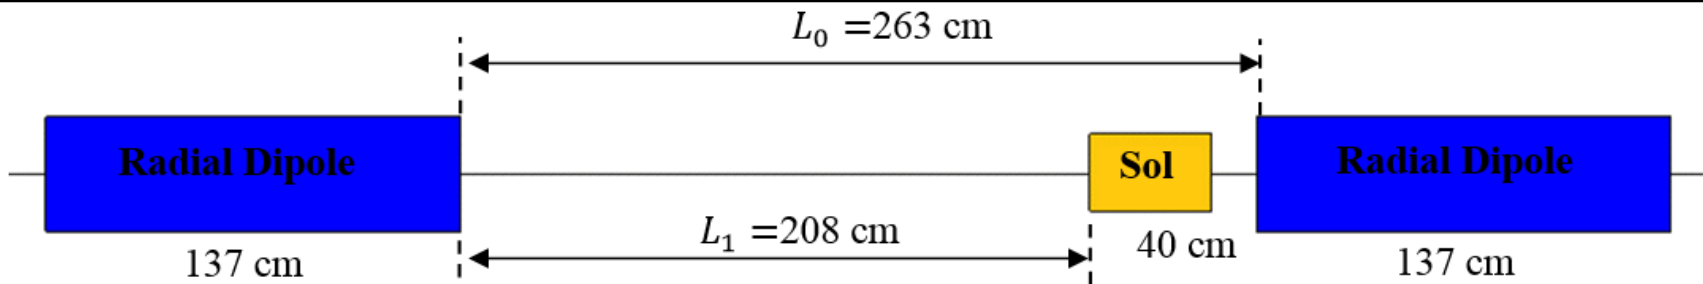 L₀ =263 cm
Radial Dipole
Sol
Radial Dipole
L₁ =208 cm
40 cm
137 cm
137 cm